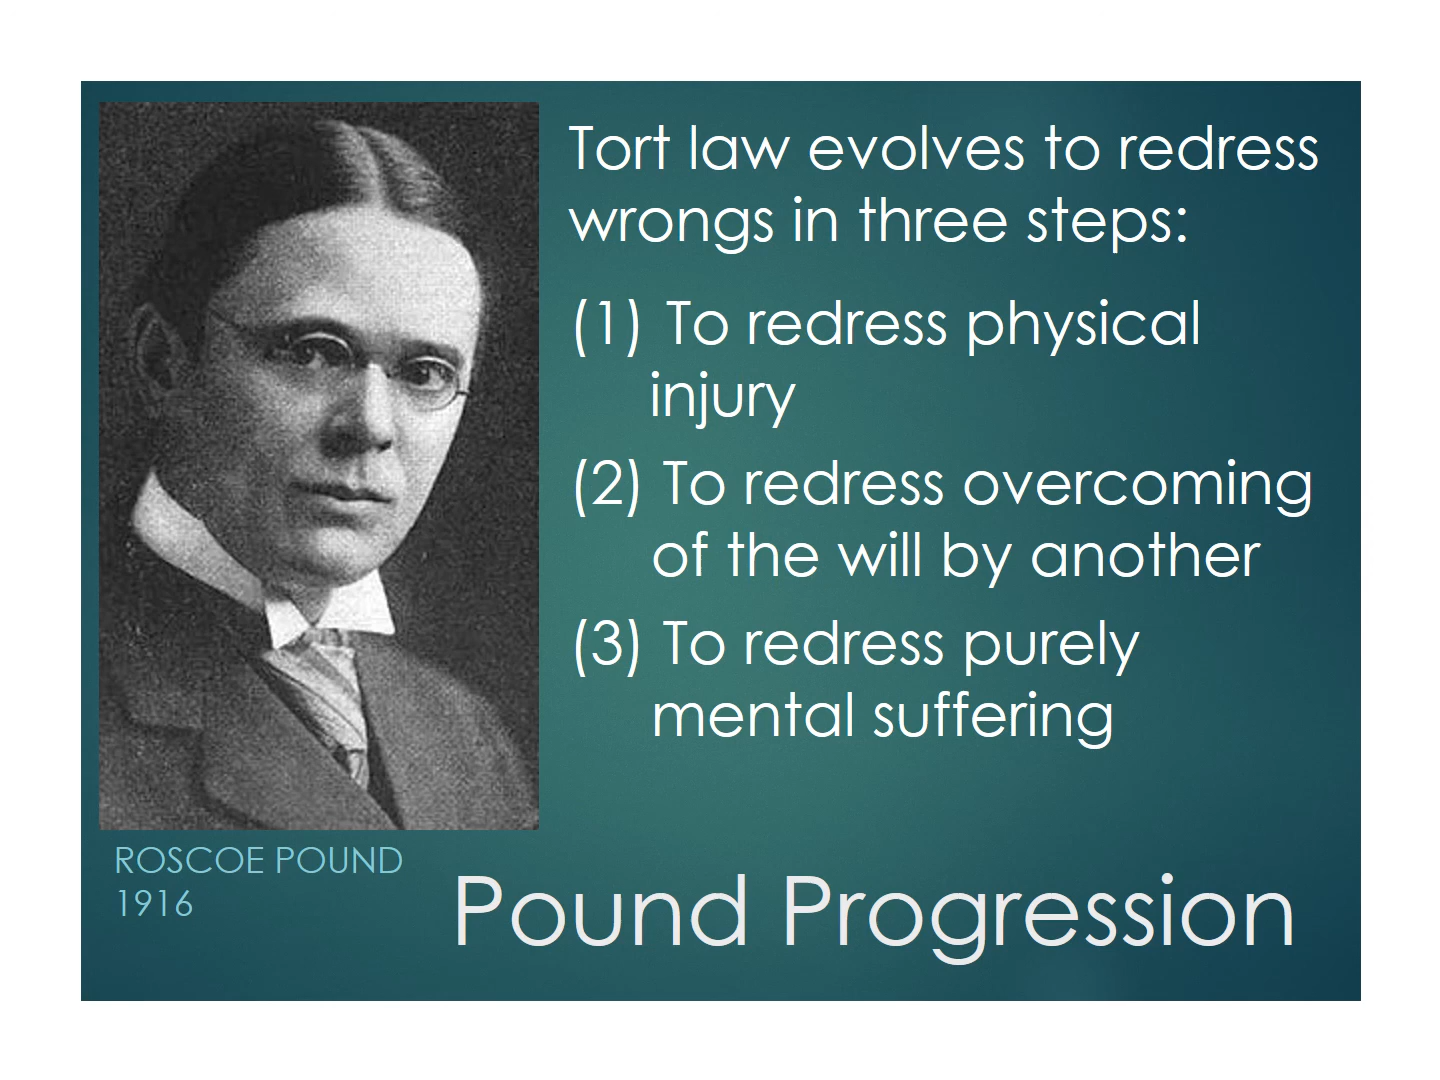 Tort law evolves to redress
wrongs in three steps:
(1) To redress physical
injury
(2) To redress overcoming
of the will by another
(3) To redress purely
mental suffering
ROSCOE POUND
1916
Pound Progression